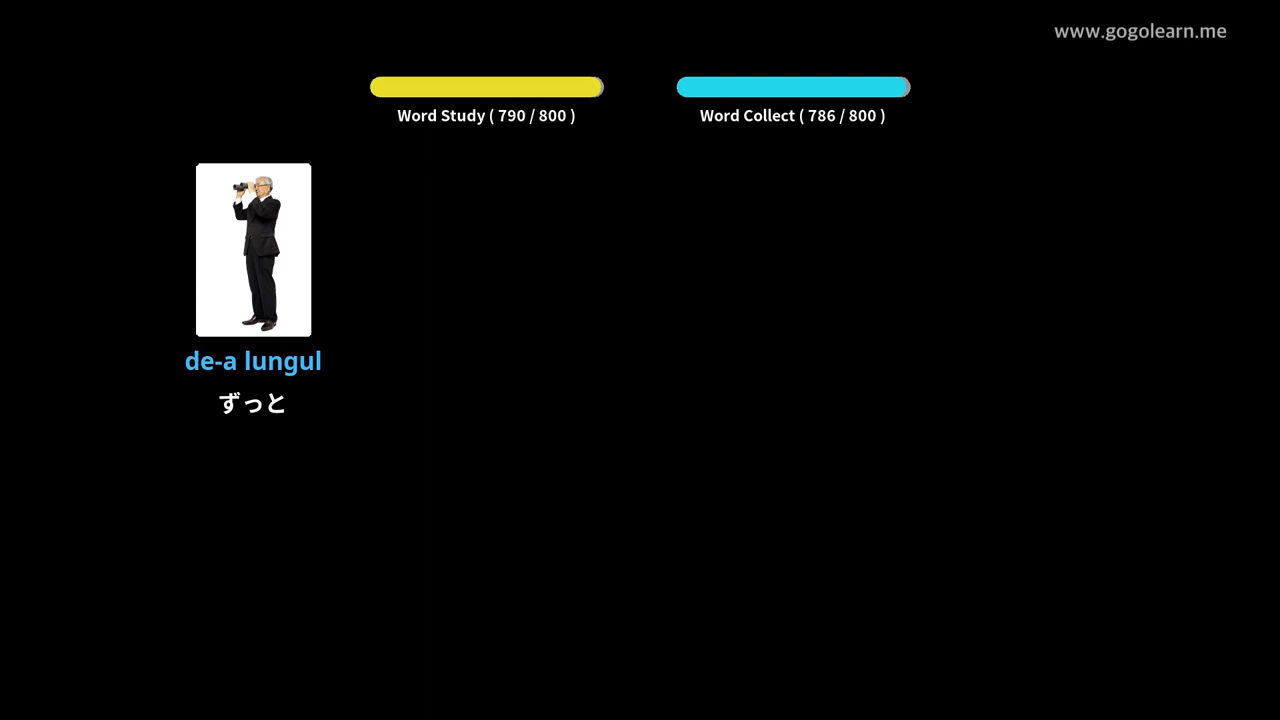 www.gogolearn.me
Word Study ( 790 / 800 )
Word Collect ( 786 / 800 )
de-a lungul
ずっと